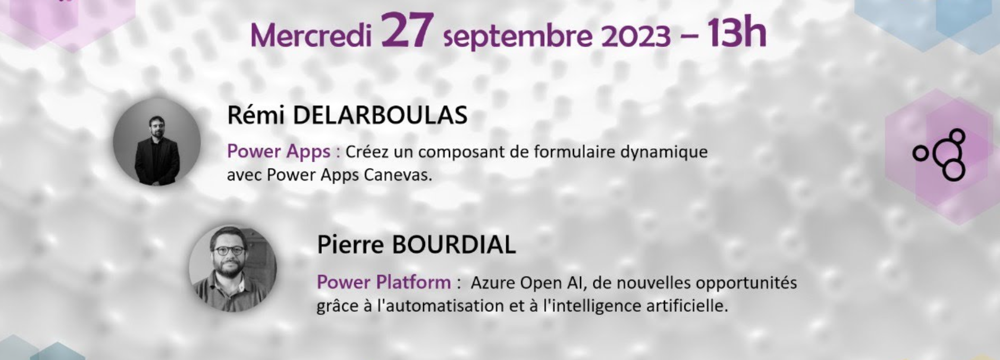 Mercredi 27 septembre 2023 – 13h
Rémi DELARBOULAS
Power Apps : Créez un composant de formulaire dynamique
avec Power Apps Canevas.
Pierre BOURDIAL
Power Platform : Azure Open AI, de nouvelles opportunités
grâce à l'automatisation et à l'intelligence artificielle.